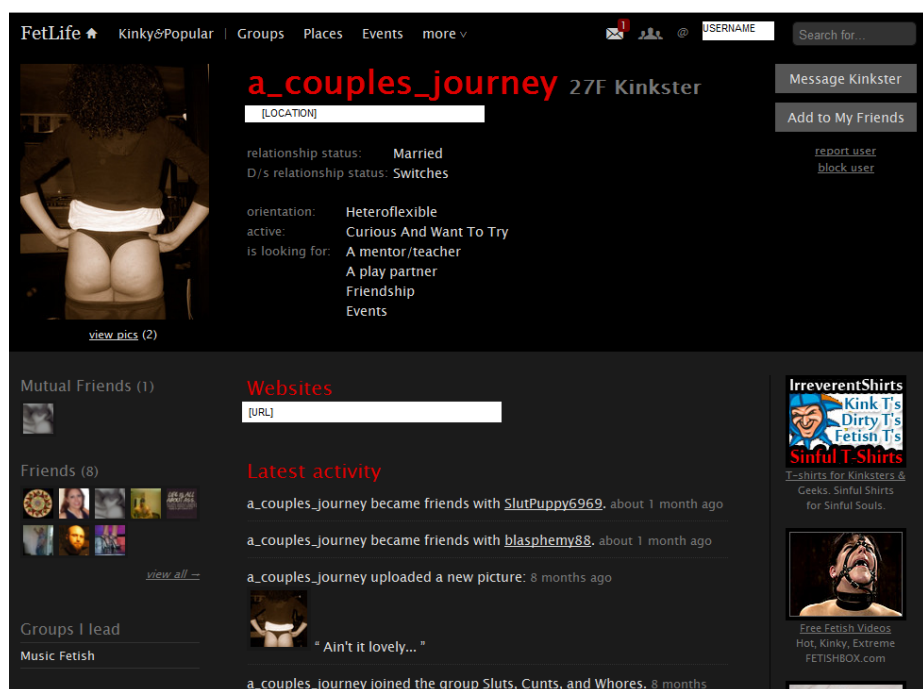 FetLife Kinky&Popular | Groups Places Events more v 1 @ USERNAME Search for...
a_couples_journey 27F Kinkster
[LOCATION]
relationship status: Married
D/s relationship status: Switches
orientation: Heteroflexible
active: Curious And Want To Try
is looking for: A mentor/teacher
A play partner
Friendship
Events
Message Kinkster
Add to My Friends
report user
block user
view pics (2)
Mutual Friends (1)
Friends (8)
view all →
Groups I lead
Music Fetish
Websites
[URL]
Latest activity
a_couples_journey became friends with SlutPuppy6969. about 1 month ago
a_couples_journey became friends with blasphemy88. about 1 month ago
a_couples_journey uploaded a new picture: 8 months ago
“ Ain't it lovely... ”
a_couples_journey joined the group Sluts, Cunts, and Whores. 8 months
IrreverentShirts
Kink T's
Dirty T's
Fetish T's
Sinful T-Shirts
T-shirts for Kinksters &
Geeks. Sinful Shirts
for Sinful Souls.
Free Fetish Videos
Hot, Kinky, Extreme
FETISHBOX.com